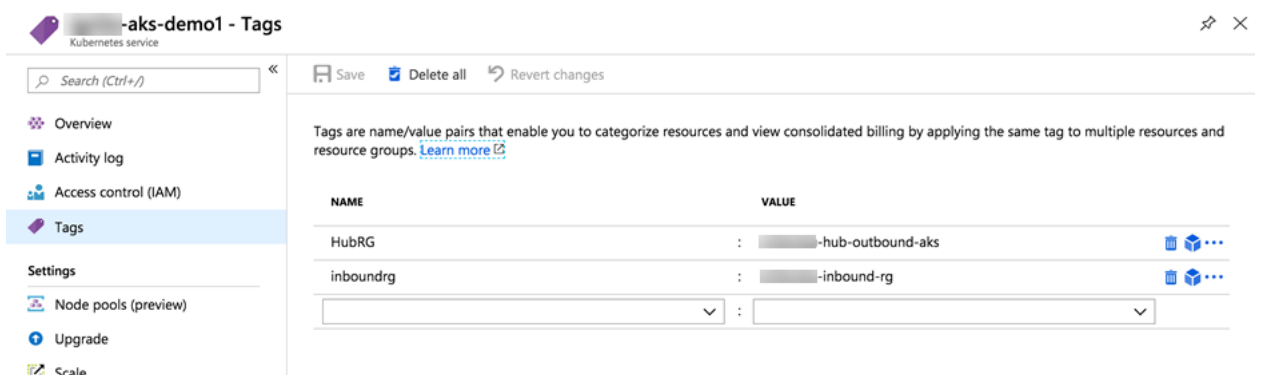 -aks-demo1 - Tags
Kubernetes service
Search (Ctrl+/)
«
Save Delete all Revert changes
Overview
Activity log
Access control (IAM)
Tags
Settings
Node pools (preview)
Upgrade
Scale
Tags are name/value pairs that enable you to categorize resources and view consolidated billing by applying the same tag to multiple resources and
resource groups. Learn more
NAME VALUE
HubRG : -hub-outbound-aks
inboundrg : -inbound-rg
: